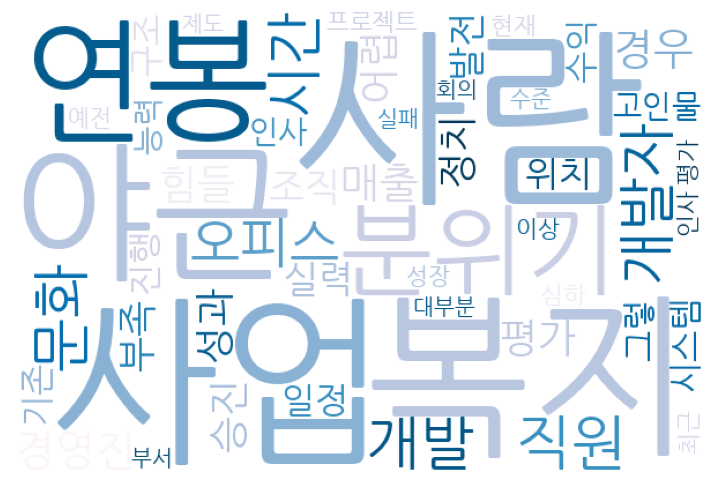 연봉
시간
사람
제도
구조
프로젝트
어렵
발전
현재
수익
경우
예전
능력
인사
실패
회의
수준
고인물
야근
힘들
조직
매출
정치
위치
개발자
인사 평가
진행
오피스
분위기
이상
실력
성장
심하
문화
부족
성과
대부분
그렇
시스템
사업
복지
평가
기존
승진
일정
개발
직원
최근
경영진
부서